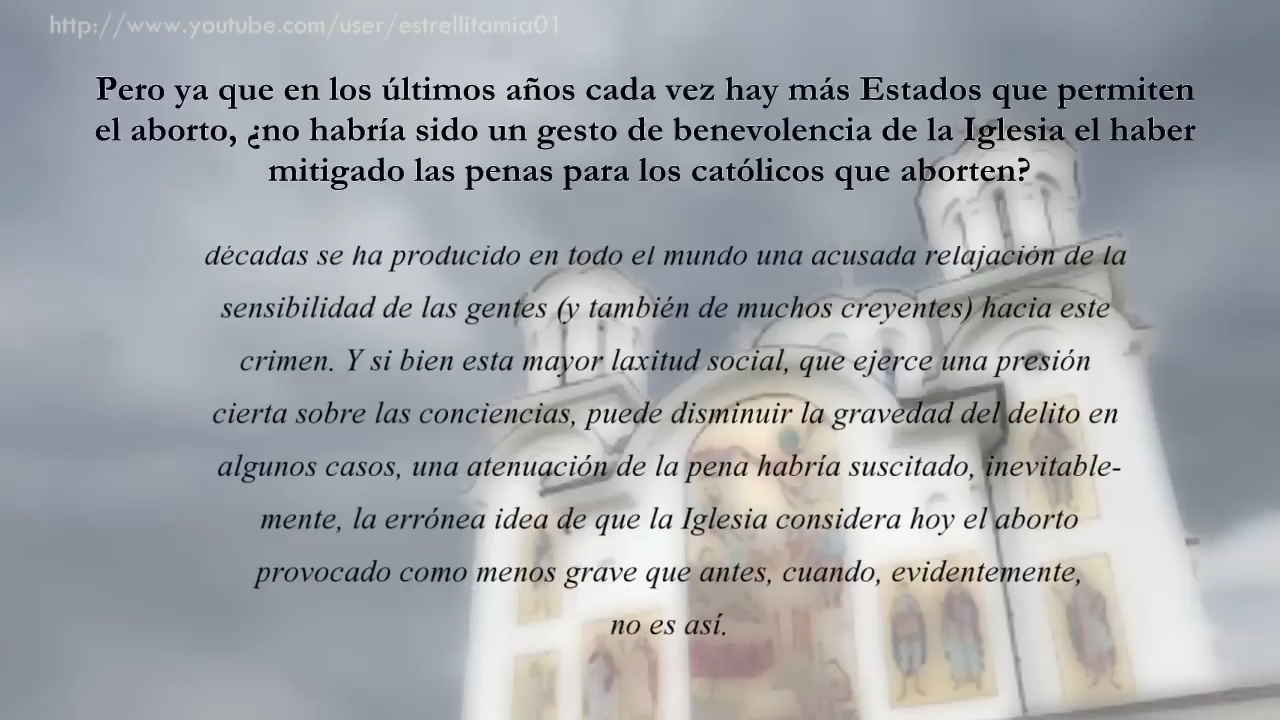 http://www.youtube.com/user/estrellitamia01
Pero ya que en los últimos años cada vez hay más Estados que permiten
el aborto, ¿no habría sido un gesto de benevolencia de la Iglesia el haber
mitigado las penas para los católicos que aborten?
décadas se ha producido en todo el mundo una acusada relajación de la
sensibilidad de las gentes (y también de muchos creyentes) hacia este
crimen. Y si bien esta mayor laxitud social, que ejerce una presión
cierta sobre las conciencias, puede disminuir la gravedad del delito en
algunos casos, una atenuación de la pena habría suscitado, inevitable-
mente, la errónea idea de que la Iglesia considera hoy el aborto
provocado como menos grave que antes, cuando, evidentemente,
no es así.